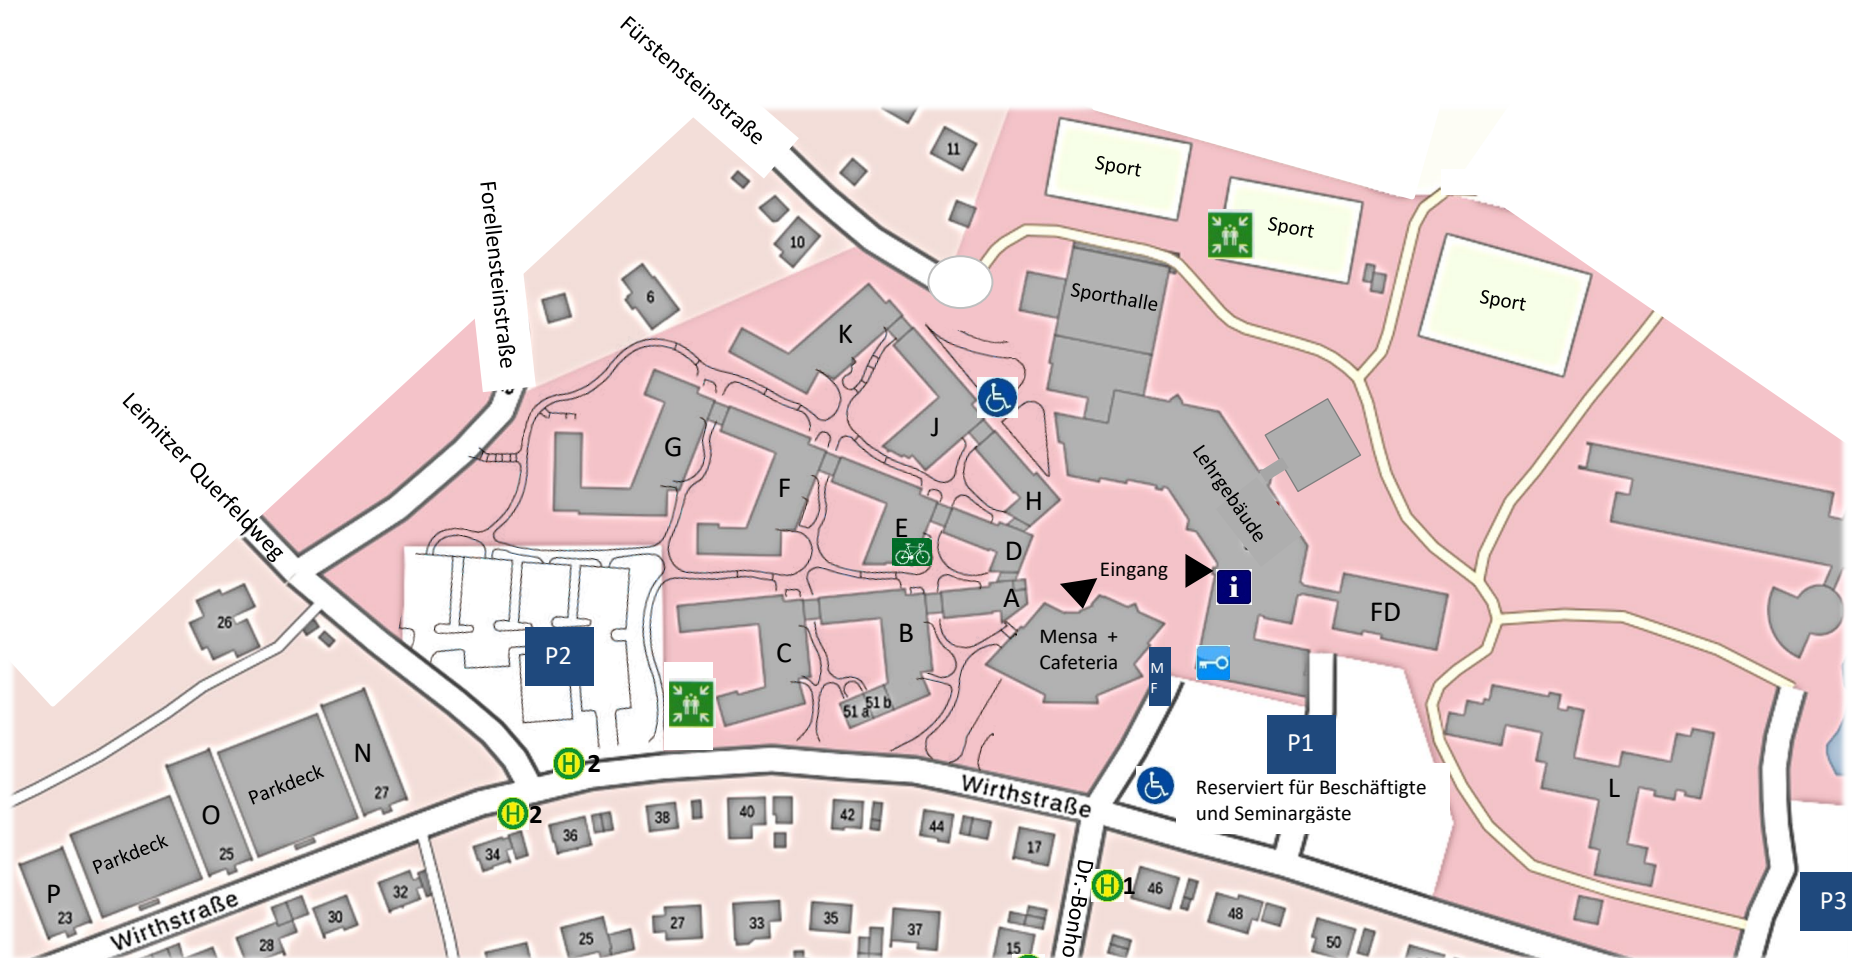 Fürstensteinstraße
11
Sport
Forellensteinstraße
10
Sport
6
Sporthalle
Sport
K
J
Leimitzer Querfeldweg
G
F
H
Lehrgebäude
E
D
Eingang
i
A
FD
26
P2
C
B
Mensa +
Cafeteria
M
F
51 a
51 b
P1
N
H 2
Parkdeck
27
Wirthstraße
Reserviert für Beschäftigte
und Seminargäste
L
O
H 2
38
40
42
44
Parkdeck
25
34
36
17
P
23
32
Dr.-Bonho
H 1
46
P3
Wirthstraße
30
28
25
27
33
35
37
15
48
50